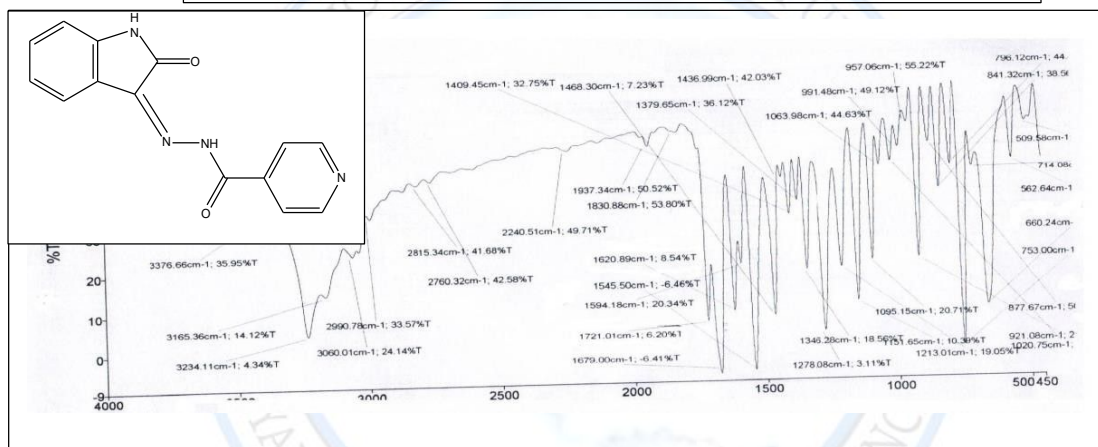 H
N
O
N
NH
O
N
796.12cm-1; 44.
957.06cm-1; 55.22%T
1436.99cm-1; 42.03%T
1468.30cm-1; 7.23%T
1409.45cm-1; 32.75%T
841.32cm-1; 38.5
991.48cm-1; 49.12%T
1379.65cm-1; 36.12%T
1063.98cm-1; 44.63%T
509.58cm-1
714.08
1937.34cm-1; 50.52%T
562.64cm-1
1830.88cm-1; 53.80%T
2240.51cm-1; 49.71%T
660.24cm-
2815.34cm-1; 41.68%T
1620.89cm-1; 8.54%T
753.00cm-1
3376.66cm-1; 35.95%T
2760.32cm-1; 42.58%T
1545.50cm-1; -6.46%T
%T
20
1594.18cm-1; 20.34%T
1095.15cm-1; 20.71%T
877.67cm-1; 5
3165.36cm-1; 14.12%T
2990.78cm-1; 33.57%T
1721.01cm-1; 6.20%T
10
1346.28cm-1; 18.56%T
1151.65cm-1; 10.38%T
921.08cm-1; 2
3060.01cm-1; 24.14%T
1213.01cm-1; 19.05%T
1020.75cm-1;
3234.11cm-1; 4.34%T
1679.00cm-1; -6.41%T
1278.08cm-1; 3.11%T
0
-9
4000
3000
2500
2000
1500
1000
500 450